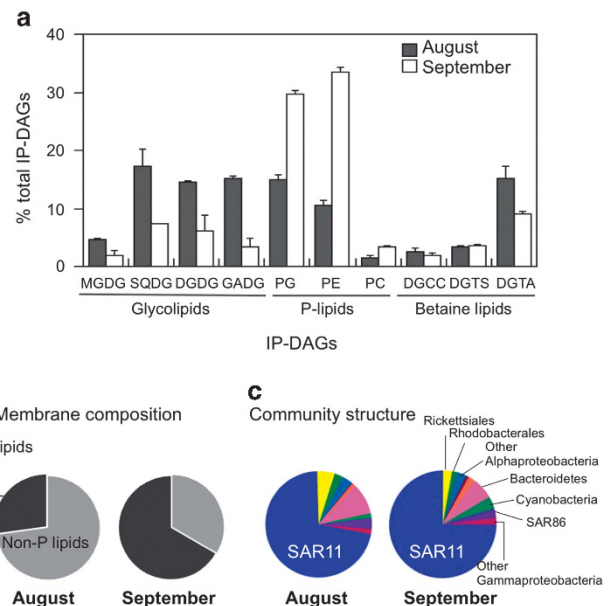 a
40
August
September
30
20
10
0
% total IP-DAGs
MGDG SQDG DGDG GADG PG PE PC DGCC DGTS DGTA
Glycolipids P-lipids Betaine lipids
IP-DAGs
Membrane composition
lipids
Non-P lipids
August September
c
Community structure
Rickettsiales
Rhodobacterales
Other
Alphaproteobacteria
Bacteroidetes
Cyanobacteria
SAR86
Other
Gammaproteobacteria
SAR11 SAR11
August September